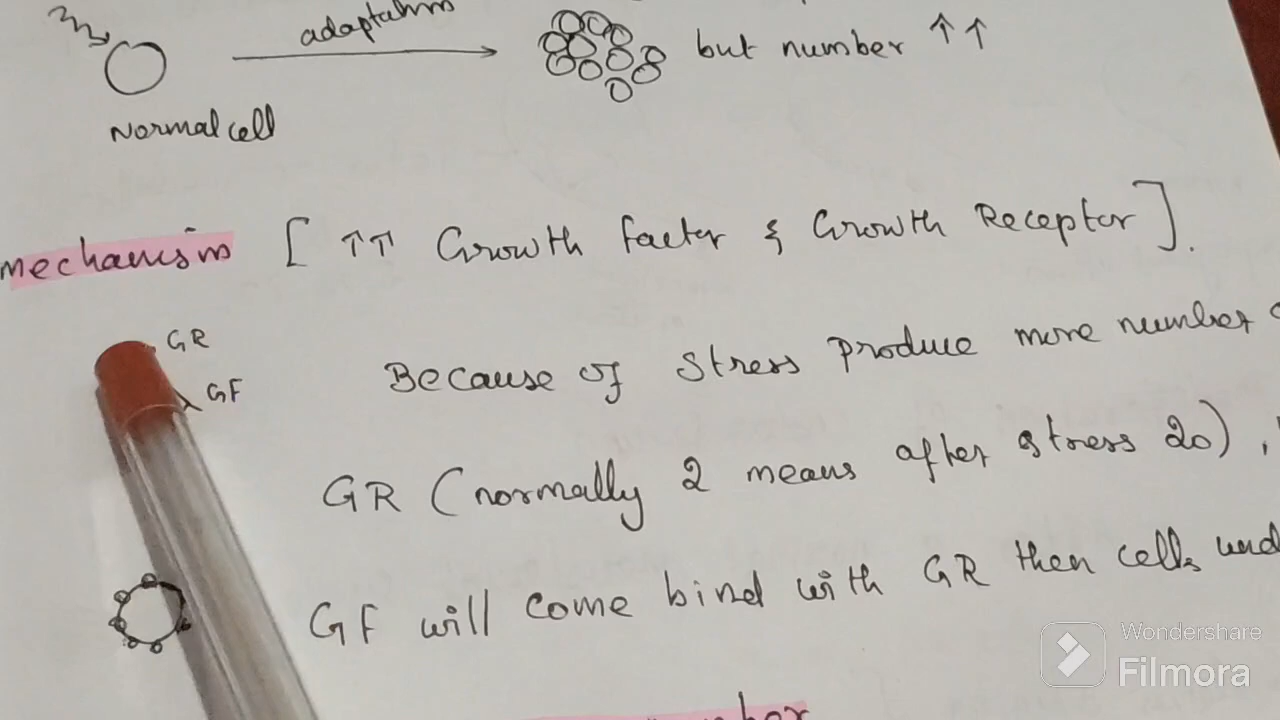 adaptation
but number ↑↑
Normal cell
mechanism [ ↑↑ Growth factor & Growth Receptor ].
GR
GF
Because of stress produce more number
GR (normally 2 means after stress 20),
GF will come bind with GR then cells
Wondershare
Filmora